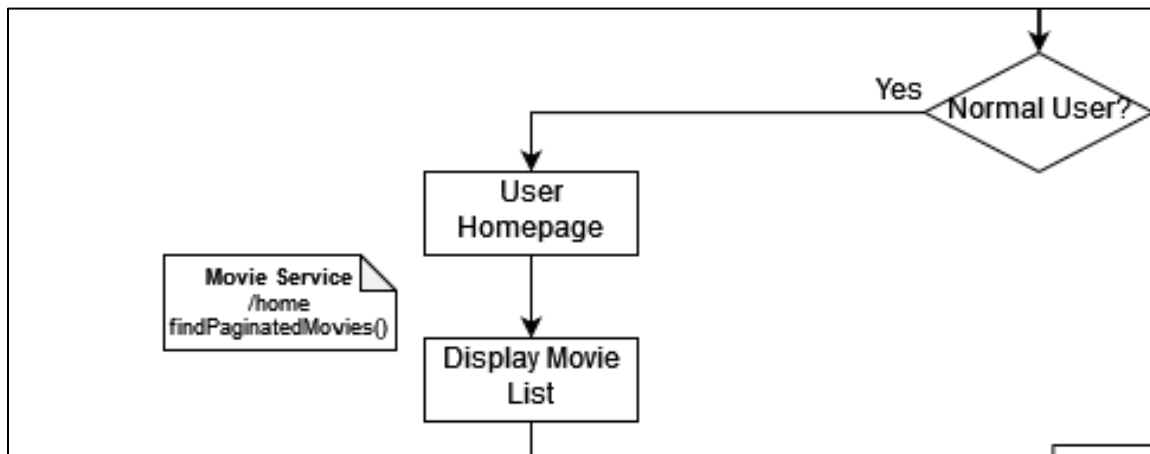 Yes
Normal User?
User
Homepage
Movie Service
/home
findPaginatedMovies()
Display Movie
List